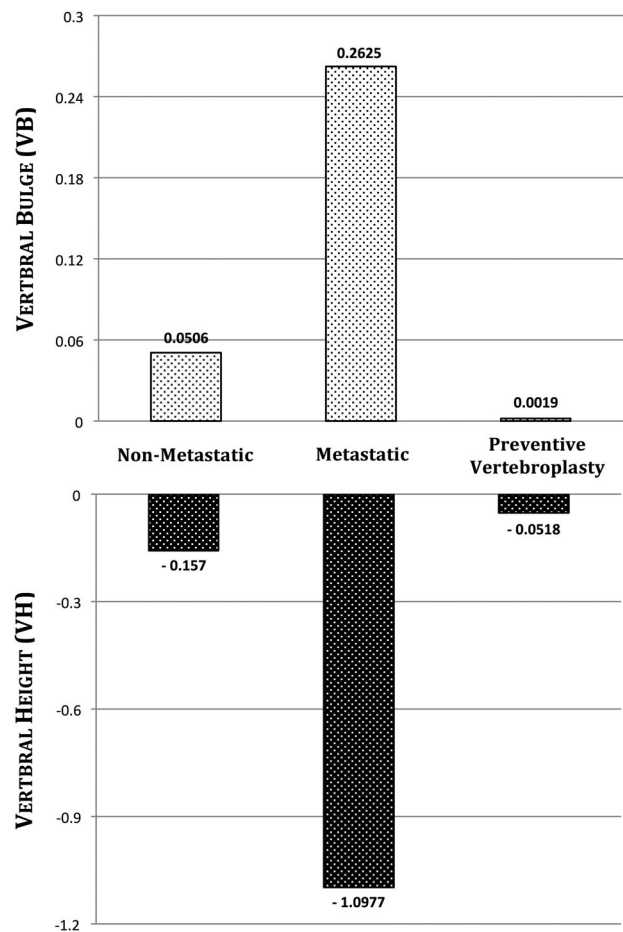 VERTBRAL BULGE (VB)
0.3
0.24
0.18
0.12
0.06
0
0.0506
0.2625
0.0019
Non-Metastatic
Metastatic
Preventive
Vertebroplasty
VERTBRAL HEIGHT (VH)
0
-0.3
-0.6
-0.9
-1.2
- 0.157
- 1.0977
- 0.0518